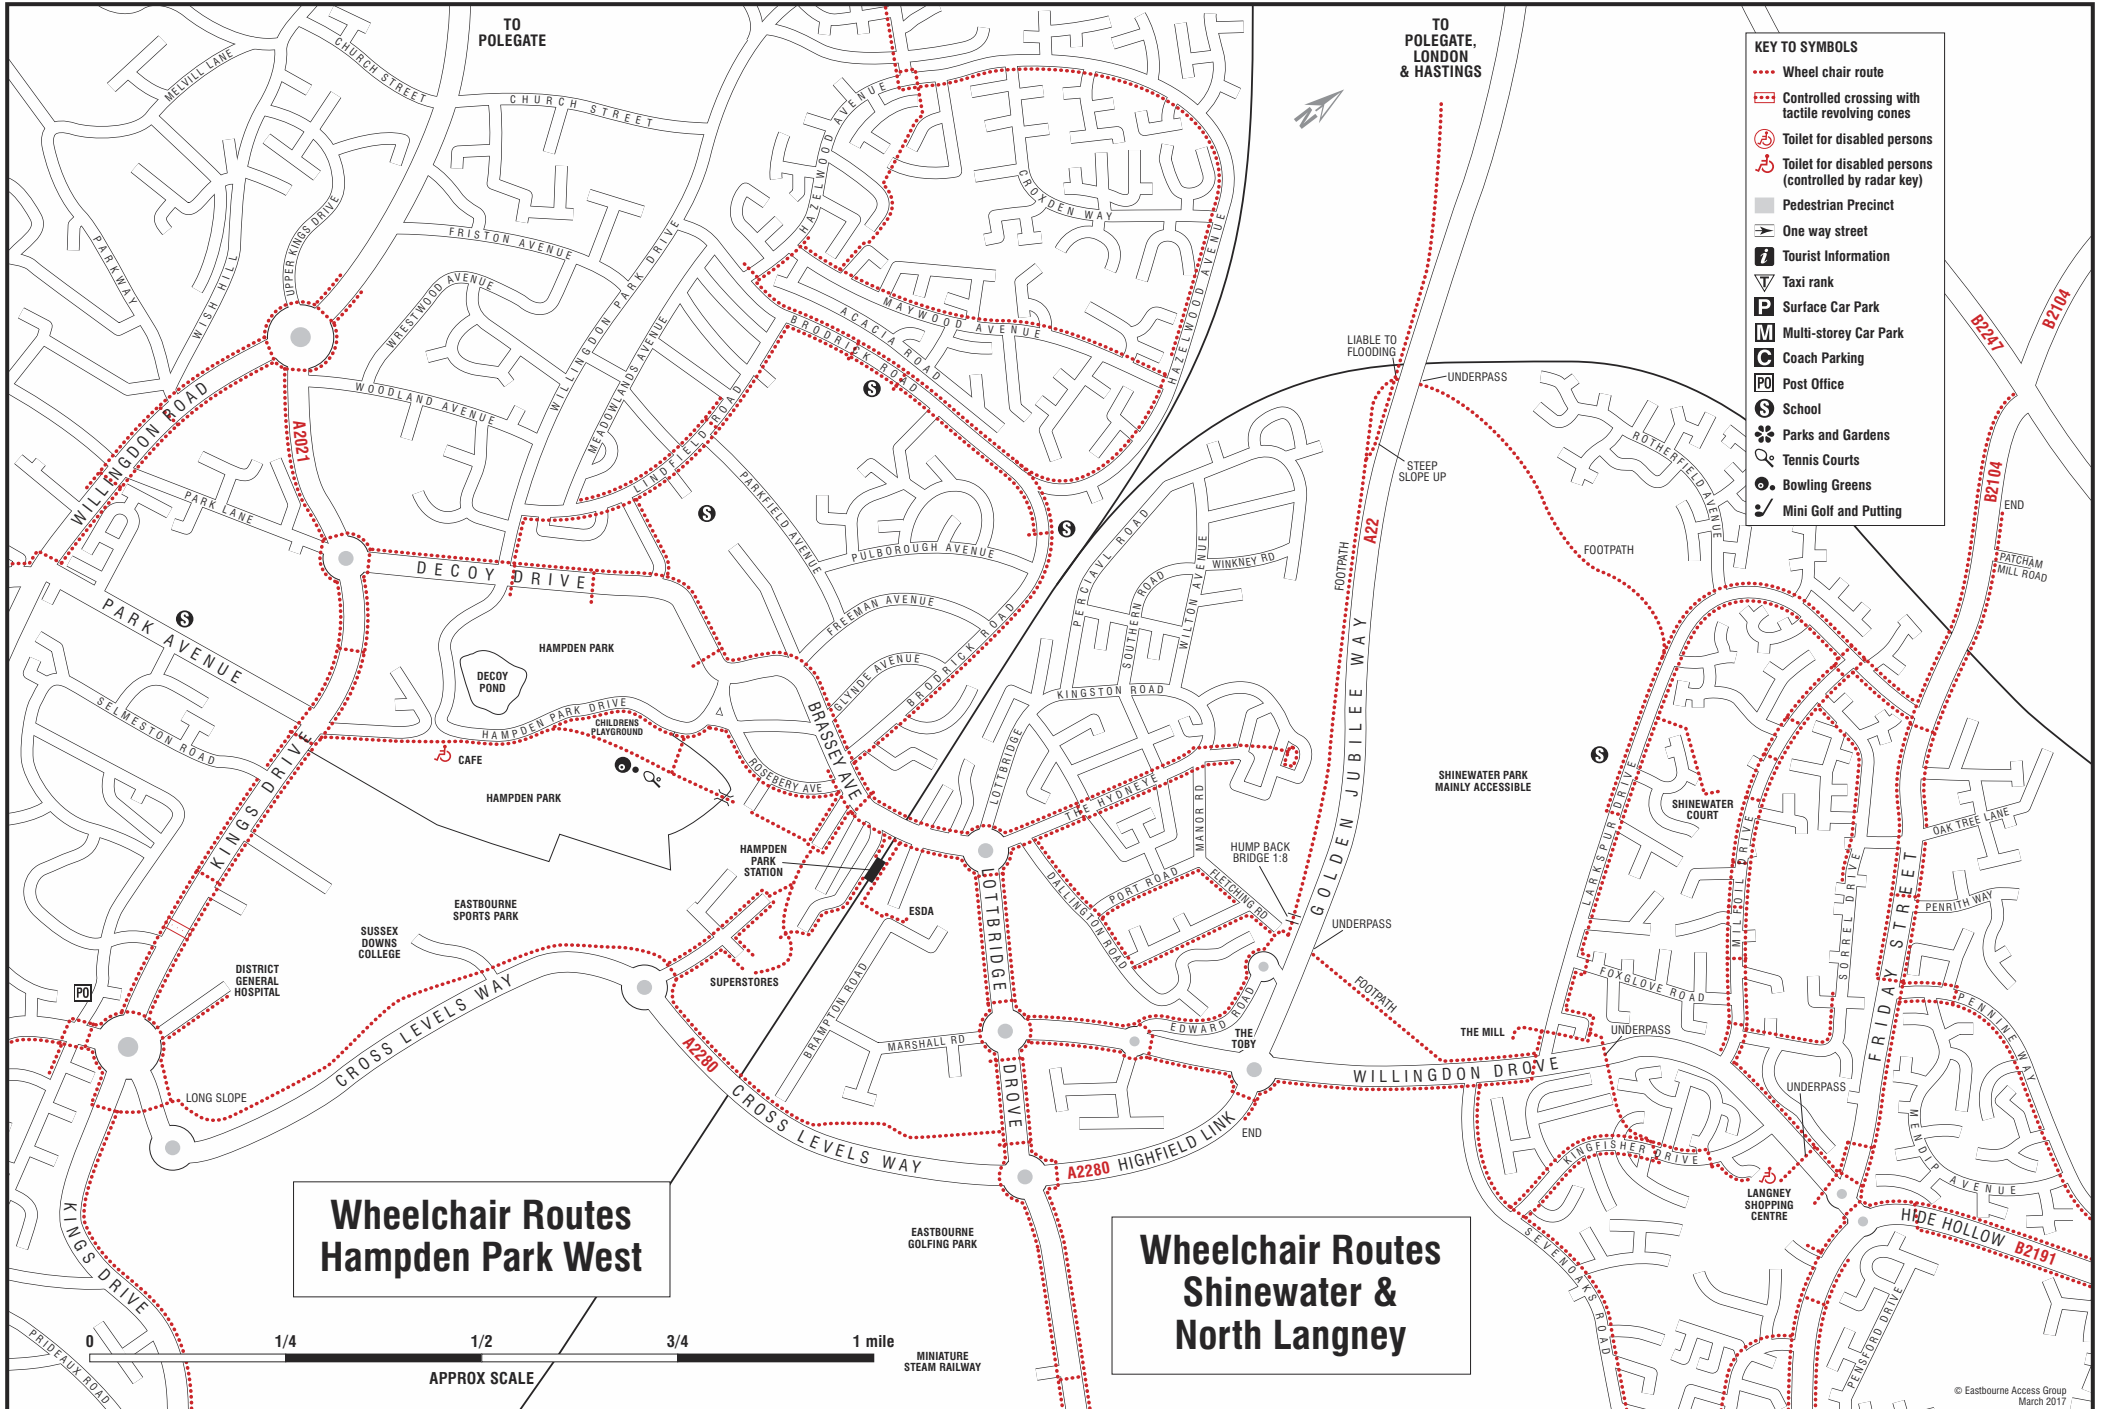 TO
POLEGATE
TO
POLEGATE,
LONDON
& HASTINGS
N
KEY TO SYMBOLS
Wheel chair route
Controlled crossing with
tactile revolving cones
Toilet for disabled persons
Toilet for disabled persons
(controlled by radar key)
Pedestrian Precinct
One way street
i Tourist Information
T Taxi rank
P Surface Car Park
M Multi-storey Car Park
C Coach Parking
PO Post Office
S School
Parks and Gardens
Tennis Courts
Bowling Greens
Mini Golf and Putting
MELVILL LANE
CHURCH STREET
CHURCH STREET
HAZELWOOD AVENUE
CROXDEN WAY
PARKWAY
WISH HILL
UPPER KINGS DRIVE
FRISTON AVENUE
WRESTWOOD AVENUE
WILLINGDON PARK DRIVE
MEADOWLANDS AVENUE
WOODLAND AVENUE
MAYWOOD AVENUE
ACACIA ROAD
BRODRICK ROAD
HAZELWOOD AVENUE
S
LINDFIELD ROAD
LIABLE TO
FLOODING
UNDERPASS
B2247
B2104
WILLINGDON ROAD
A2021
PARK LANE
PARKFIELD AVENUE
S
S
PULBOROUGH AVENUE
FREEMAN AVENUE
DECOY DRIVE
STEEP
SLOPE UP
A22
FOOTPATH
FOOTPATH
ROTHERFIELD AVENUE
B2104
END
PATCHAM
MILL ROAD
PERCIVAL ROAD
SOUTHERN ROAD
WILTON AVENUE
WINKNEY RD
KINGSTON ROAD
PARK AVENUE
S
SELMESTON ROAD
HAMPDEN PARK
DECOY
POND
HAMPDEN PARK DRIVE
CHILDRENS
PLAYGROUND
CAFE
HAMPDEN PARK
GLYNDE AVENUE
BRODRICK ROAD
BRASSEY AVE
ROSEBERY AVE
LOTTBRIDGE
THE HYDNEYE
MANOR RD
GOLDEN JUBILEE WAY
SHINEWATER PARK
MAINLY ACCESSIBLE
S
SHINEWATER
COURT
LARKSPUR DRIVE
MILFOIL DRIVE
SORREL DRIVE
OAK TREE LANE
PENRITH WAY
FRIDAY STREET
KINGS DRIVE
HAMPDEN
PARK
STATION
ESDA
EASTBOURNE
SPORTS PARK
SUSSEX
DOWNS
COLLEGE
DISTRICT
GENERAL
HOSPITAL
PO
SUPERSTORES
HUMP BACK
BRIDGE 1:8
DALLINGTON ROAD
PORT ROAD
FLETCHING RD
UNDERPASS
FOOTPATH
LOTTBRIDGE
DROVE
BRAMPTON ROAD
MARSHALL RD
EDWARD ROAD
THE
TOBY
FOXGLOVE ROAD
THE MILL
UNDERPASS
WILLINGDON DROVE
UNDERPASS
PENNINE WAY
MENDIP
AVENUE
CROSS LEVELS WAY
LONG SLOPE
A2280
CROSS LEVELS WAY
A2280 HIGHFIELD LINK
END
KINGFISHER DRIVE
LANGNEY
SHOPPING
CENTRE
HIDE HOLLOW B2191
SEVENOAKS ROAD
PENSFORD DRIVE
KINGS DRIVE
PRIDEAUX ROAD
Wheelchair Routes
Hampden Park West
EASTBOURNE
GOLFING PARK
Wheelchair Routes
Shinewater &
North Langney
0 1/4 1/2 3/4 1 mile
APPROX SCALE
MINIATURE
STEAM RAILWAY
© Eastbourne Access Group
March 2017